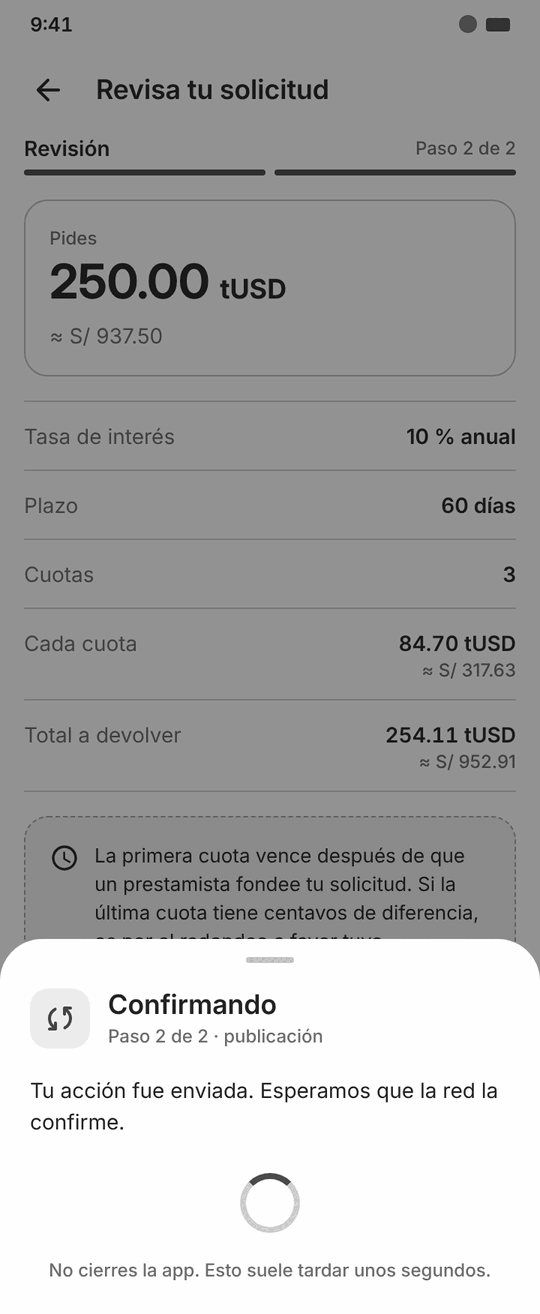 9:41
Revisa tu solicitud
Revisión
Paso 2 de 2
Pides
250.00 tUSD
≈ S/ 937.50
Tasa de interés
10 % anual
Plazo
60 días
Cuotas
3
Cada cuota
84.70 tUSD
≈ S/ 317.63
Total a devolver
254.11 tUSD
≈ S/ 952.91
La primera cuota vence después de que
un prestamista fondee tu solicitud. Si la
última cuota tiene centavos de diferencia,
Confirmando
Paso 2 de 2 · publicación
Tu acción fue enviada. Esperamos que la red la
confirme.
No cierres la app. Esto suele tardar unos segundos.